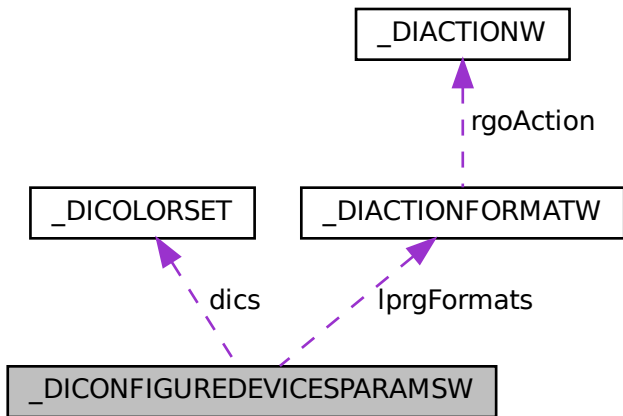 _DIACTIONW
rgoAction
_DICOLORSET
_DIACTIONFORMATW
dics
lprgFormats
_DICONFIGUREDEVICESPARAMSW